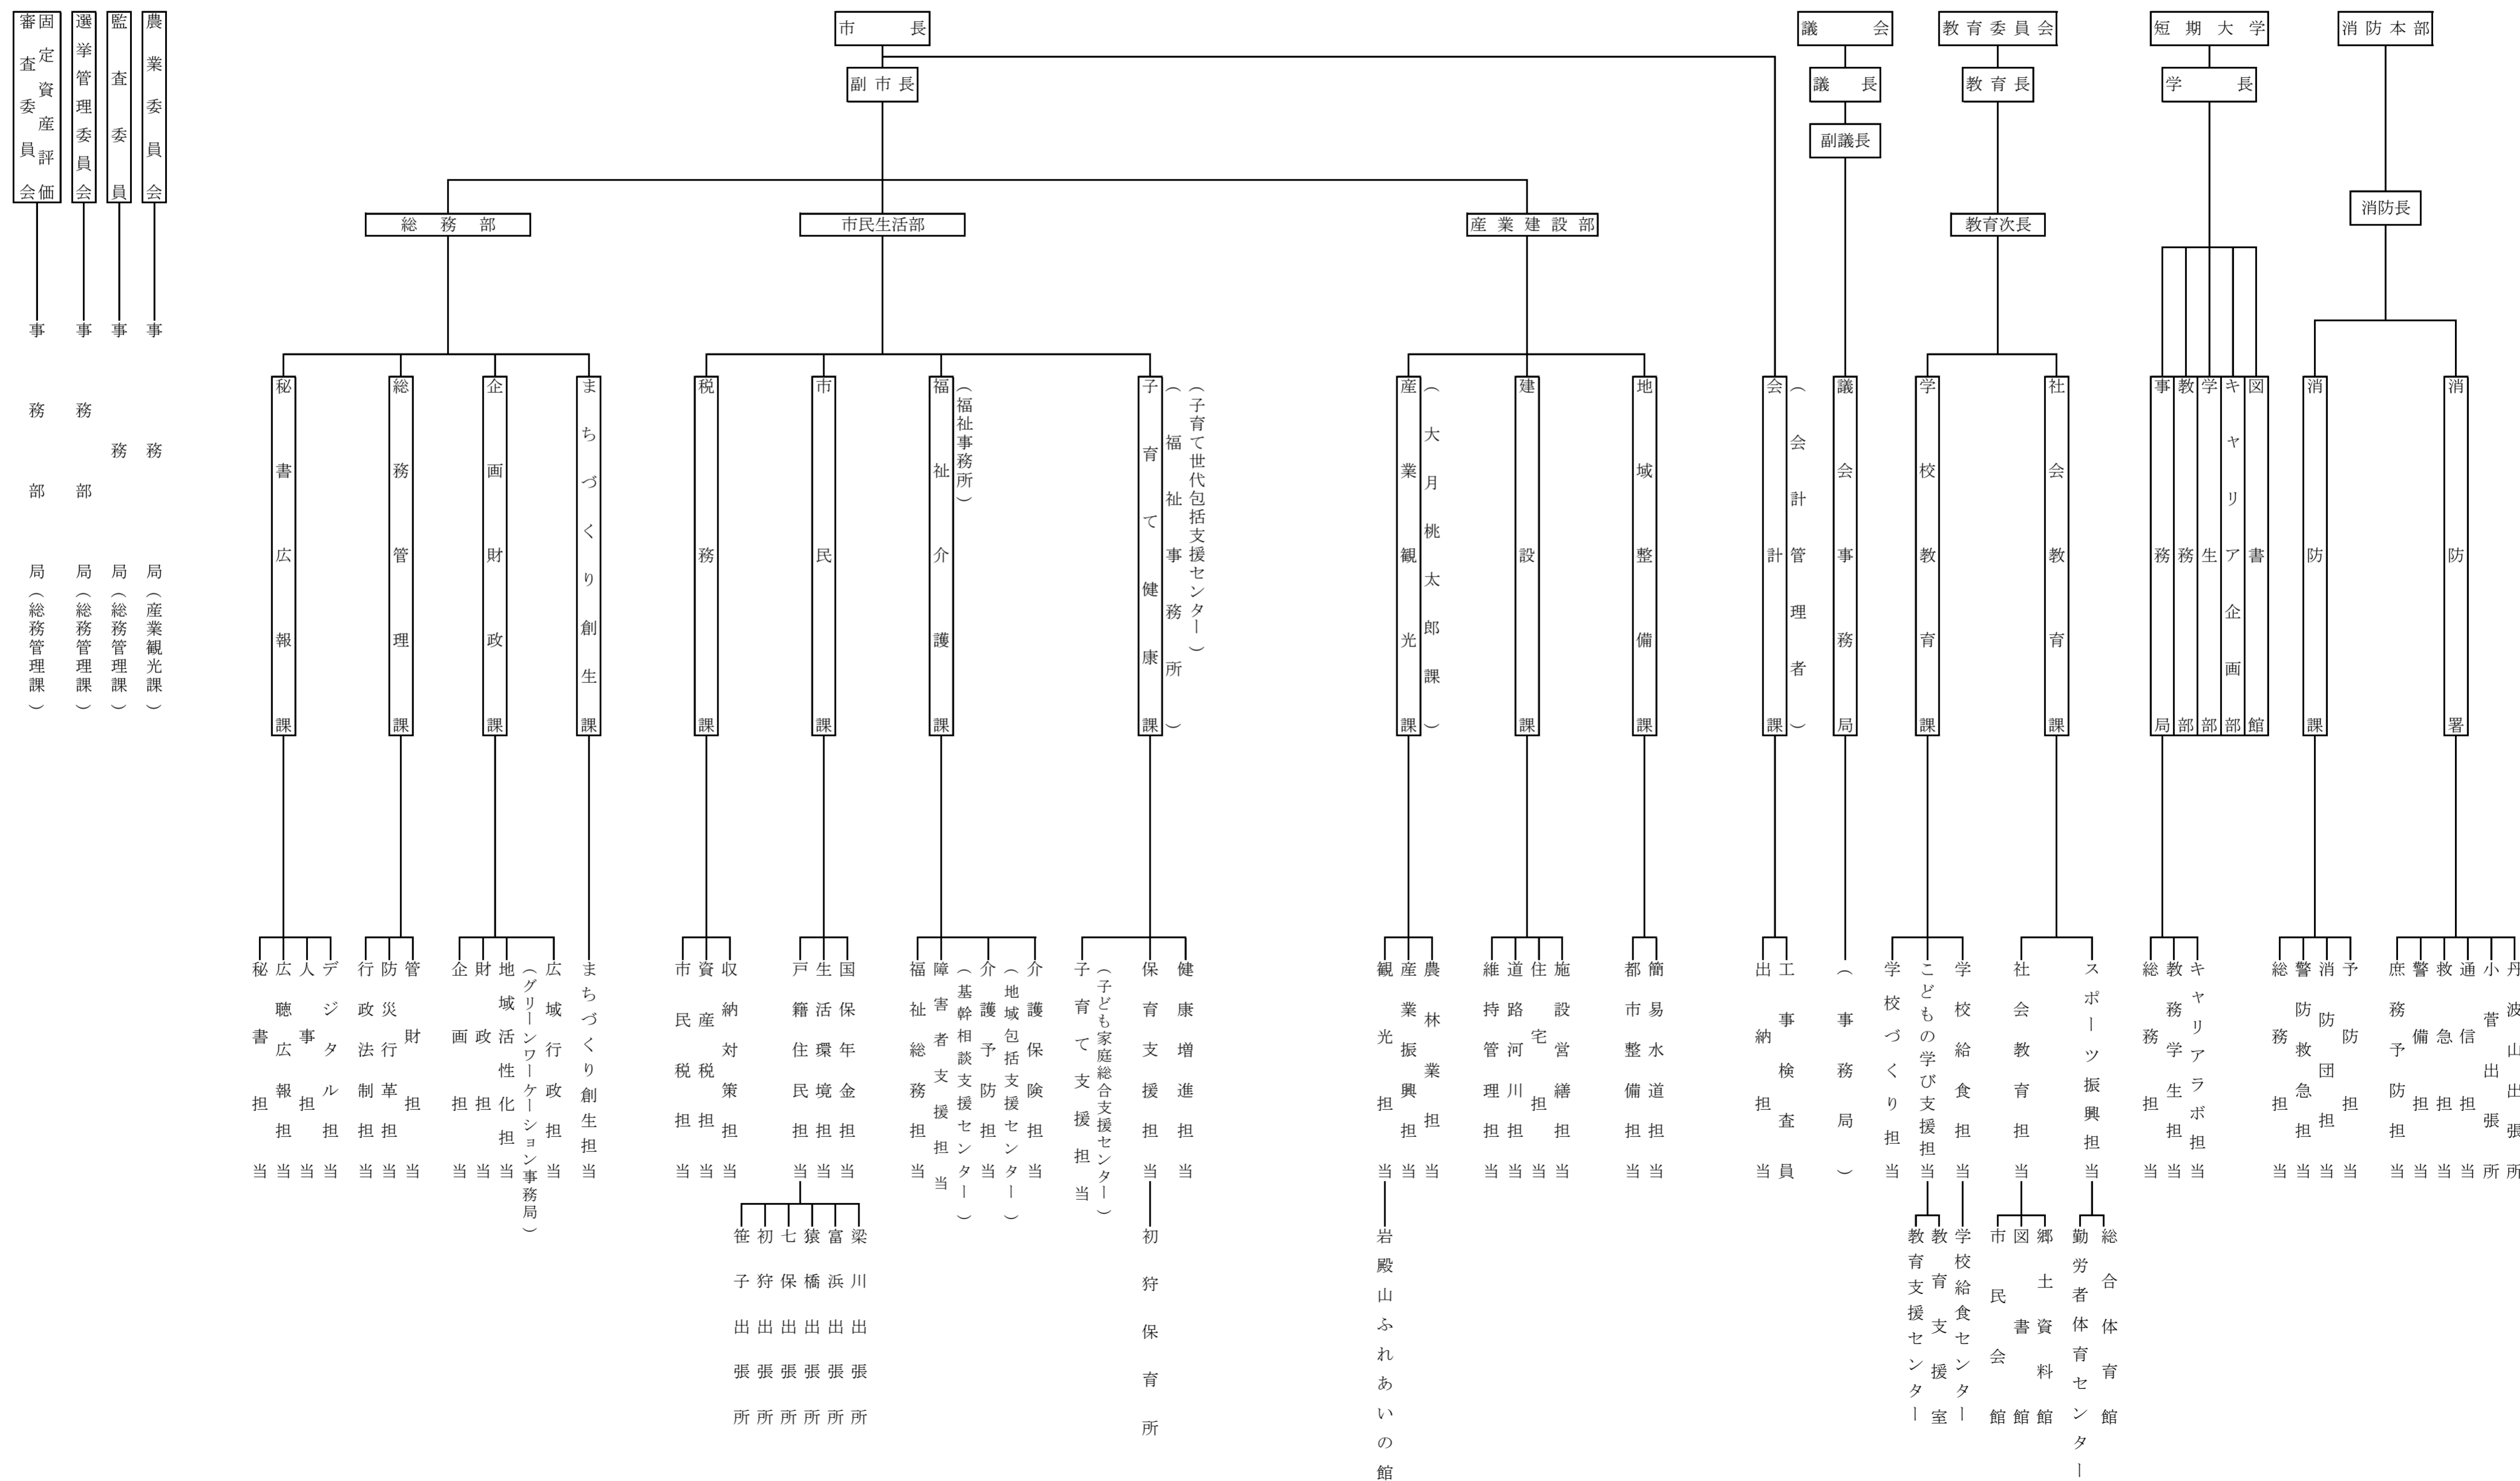 固定資産評価
審査委員会
選挙管理委員会
監査委員
農業委員会
事務局(総務管理課)
事務局(総務管理課)
事務局(総務管理課)
事務局(産業観光課)
市長
副市長
総務部
市民生活部
産業建設部
議会
議長
副議長
教育委員会
教育長
教育次長
短期大学
学長
消防本部
消防長
秘書広報課
総務管理課
企画財政課
まちづくり創生課
税務課
市民課
福祉介護課
(福祉事務所)
子育て健康課
(福祉事務所)
(子育て世代包括支援センター)
産業観光課
(大月桃太郎課)
建設課
地域整備課
会計課
(会計管理者)
議会事務局
学校教育課
社会教育課
事務局
教務部
学生部
キャリア企画部
図書館
消防課
消防署
秘書担当
広聴広報担当
人事担当
デジタル担当
行政法制担当
防災行革担当
管財担当
企画担当
財政担当
地域活性化担当
(グリーンワーケーション事務局)
広域行政担当
まちづくり創生担当
市民税担当
資産税担当
収納対策担当
戸籍住民担当
生活環境担当
国保年金担当
福祉総務担当
障害者支援担当
(基幹相談支援センター)
介護予防担当
(地域包括支援センター)
介護保険担当
子育て支援担当
(子ども家庭総合支援センター)
保育支援担当
健康増進担当
観光担当
産業振興担当
農林業担当
維持管理担当
道路河川担当
住宅担当
施設営繕担当
都市整備担当
簡易水道担当
出納担当
工事検査員
(事務局)
学校づくり担当
こどもの学び支援担当
学校給食担当
社会教育担当
スポーツ振興担当
総務担当
教務学生担当
キャリアラボ担当
総務担当
警防救急担当
消防団担当
予防担当
庶務予防担当
警備担当
救急担当
通信担当
小菅出張所
丹波山出張所
笹子出張所
初狩出張所
七保出張所
猿橋出張所
富浜出張所
梁川出張所
初狩保育所
岩殿山ふれあいの館
教育支援センター
教育支援室
学校給食センター
市民会館
図書館
郷土資料館
勤労者体育センター
総合体育館